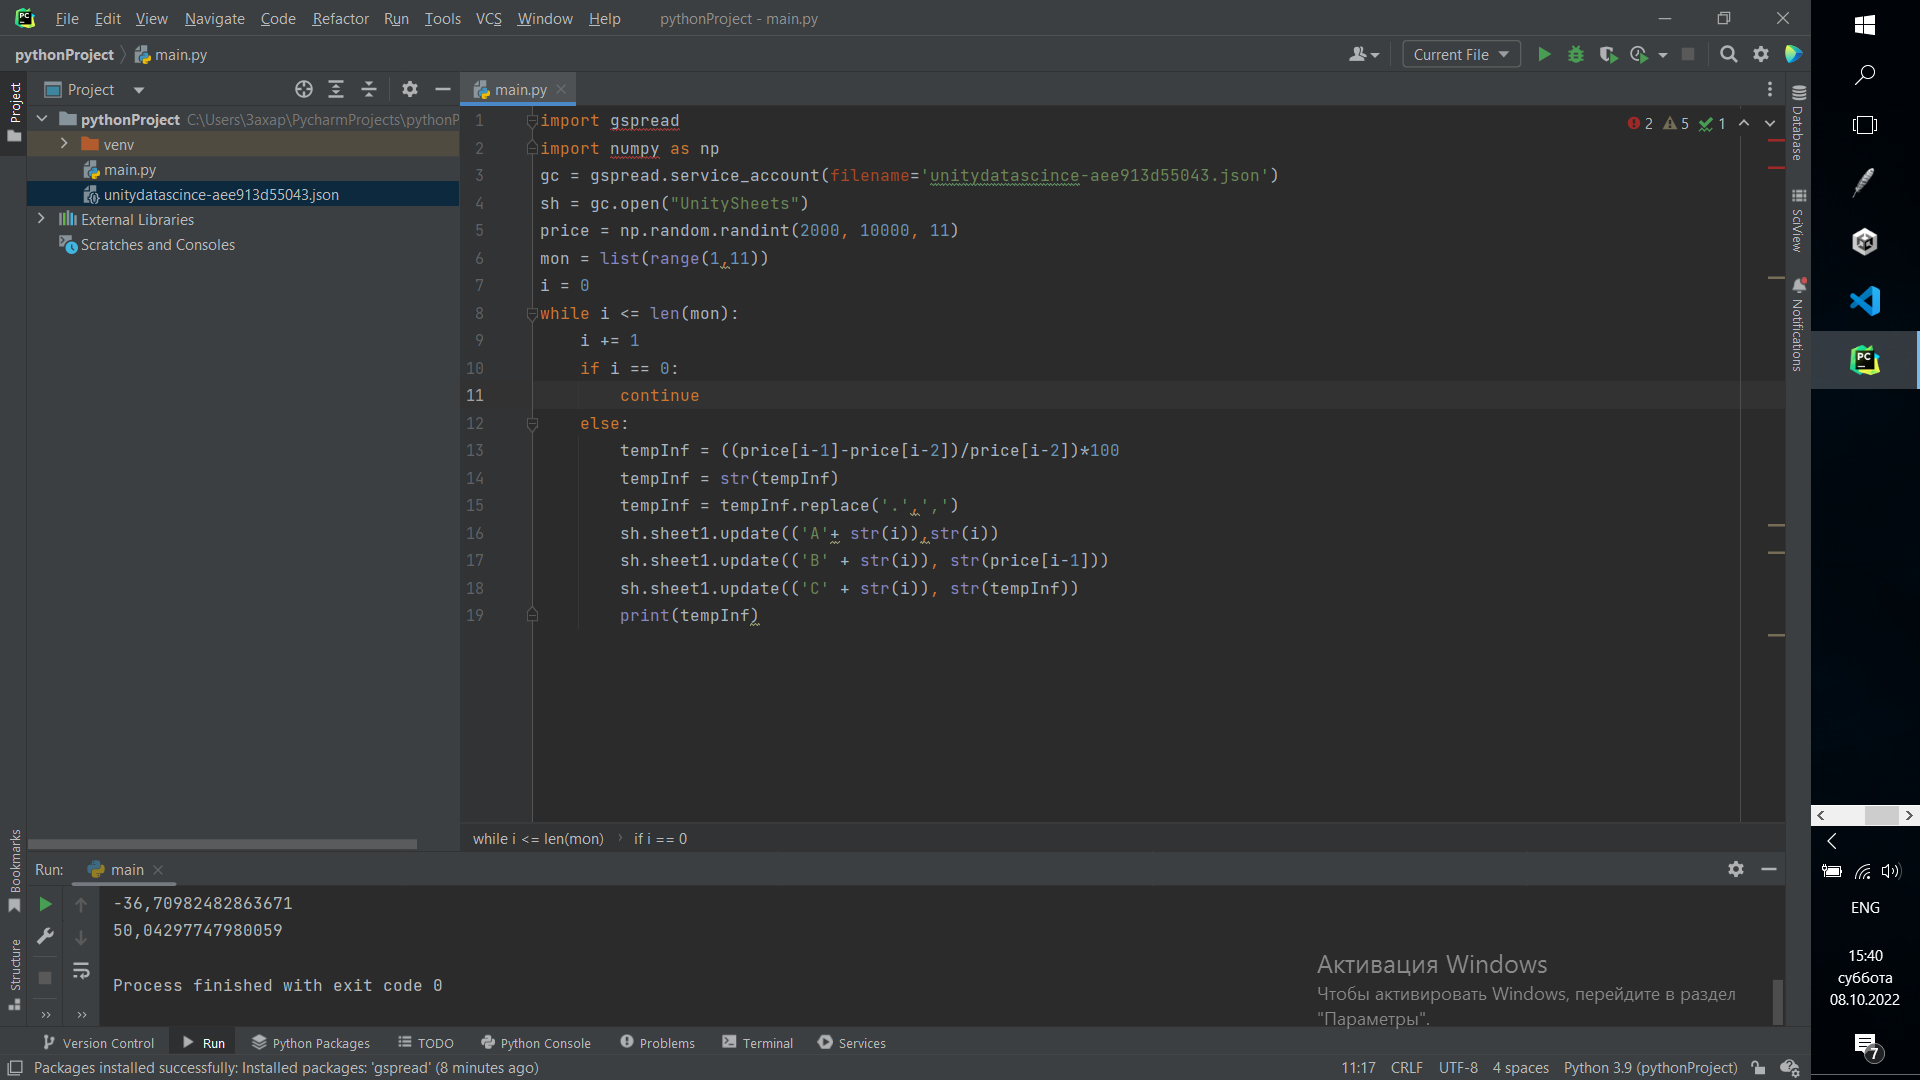 File Edit View Navigate Code Refactor Run Tools VCS Window Help pythonProject - main.py
pythonProject main.py
Current File
Project
Project
main.py
pythonProject C:\Users\3axap\PycharmProjects\pythonP
venv
main.py
unitydatascince-aee913d55043.json
External Libraries
Scratches and Consoles
2 5 1
1 import gspread
2 import numpy as np
3 gc = gspread.service_account(filename='unitydatascince-aee913d55043.json')
4 sh = gc.open("UnitySheets")
5 price = np.random.randint(2000, 10000, 11)
6 mon = list(range(1,11))
7 i = 0
8 while i <= len(mon):
9 i += 1
10 if i == 0:
11 continue
12 else:
13 tempInf = ((price[i-1]-price[i-2])/price[i-2])*100
14 tempInf = str(tempInf)
15 tempInf = tempInf.replace('.',',')
16 sh.sheet1.update(('A'+ str(i)),str(i))
17 sh.sheet1.update(('B' + str(i)), str(price[i-1]))
18 sh.sheet1.update(('C' + str(i)), str(tempInf))
19 print(tempInf)
Database
SciView
Notifications
while i <= len(mon) if i == 0
Bookmarks
Structure
Run: main
-36,70982482863671
50,04297747980059
Process finished with exit code 0
Активация Windows
Чтобы активировать Windows, перейдите в раздел
"Параметры".
Version Control Run Python Packages TODO Python Console Problems Terminal Services
Packages installed successfully: Installed packages: 'gspread' (8 minutes ago)
11:17 CRLF UTF-8 4 spaces Python 3.9 (pythonProject)
ENG
15:40
суббота
08.10.2022
7